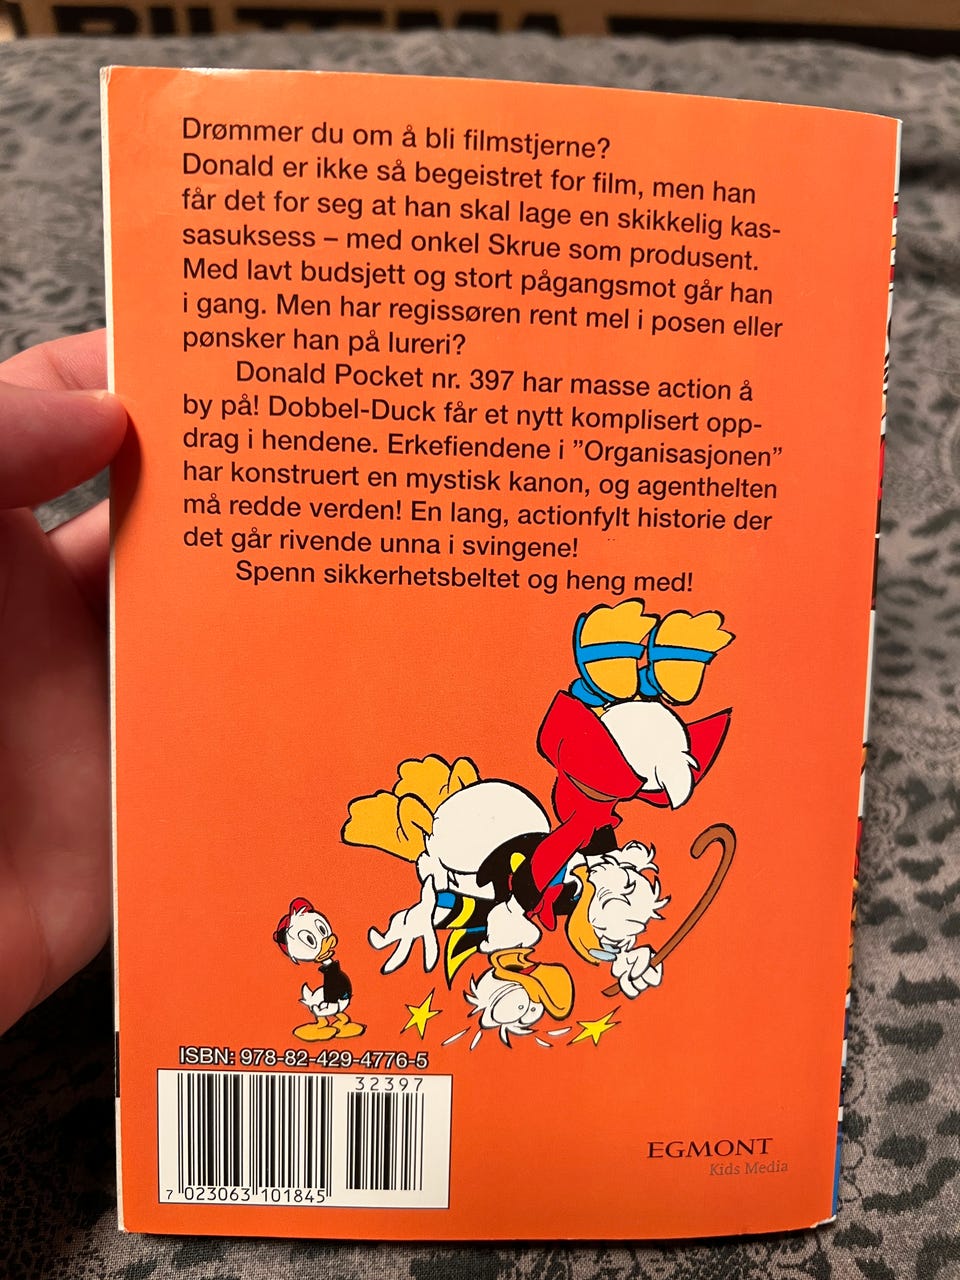 BILTEMA
Drømmer du om å bli filmstjerne?
Donald er ikke så begeistret for film, men han
får det for seg at han skal lage en skikkelig kas-
sasuksess – med onkel Skrue som produsent.
Med lavt budsjett og stort pågangsmot går han
i gang. Men har regissøren rent mel i posen eller
pønsker han på lureri?
Donald Pocket nr. 397 har masse action å
by på! Dobbel-Duck får et nytt komplisert opp-
drag i hendene. Erkefiendene i ”Organisasjonen”
har konstruert en mystisk kanon, og agenthelten
må redde verden! En lang, actionfylt historie der
det går rivende unna i svingene!
Spenn sikkerhetsbeltet og heng med!
ISBN: 978-82-429-4776-5
32397
7 023063 101845
EGMONT
Kids Media